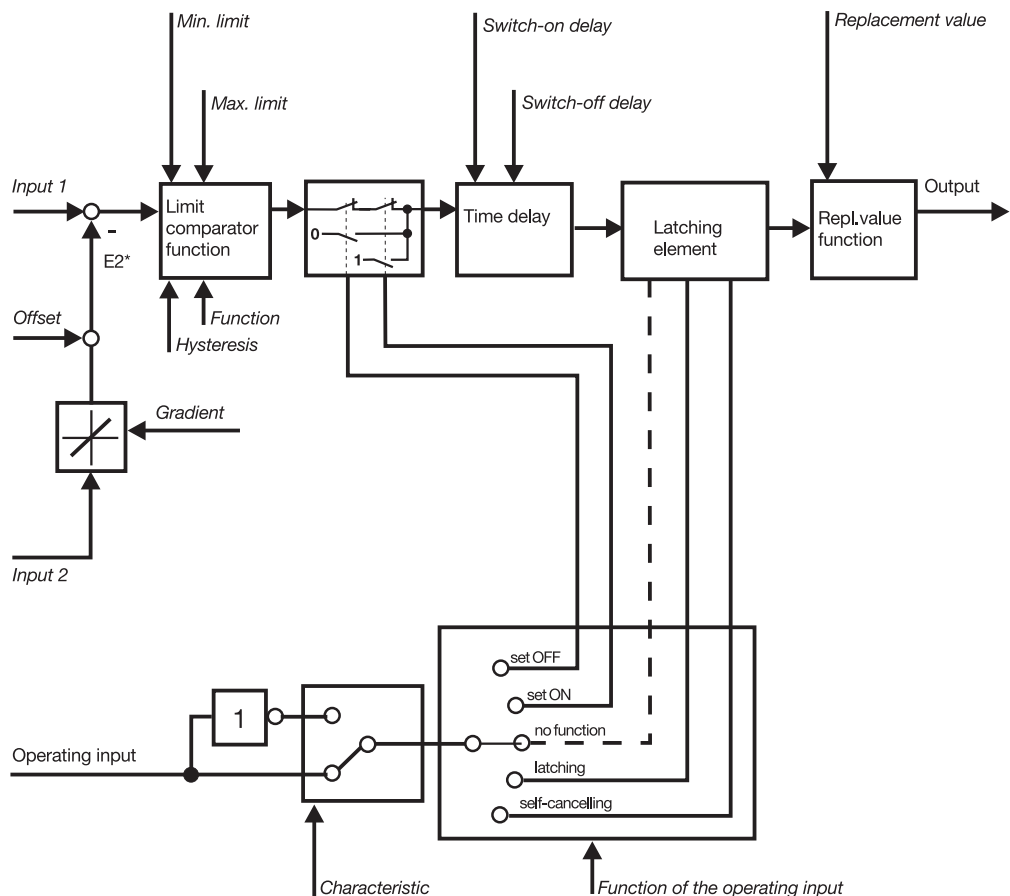 Min. limit
Switch-on delay
Replacement value
Max. limit
Switch-off delay
Input 1
Limit
comparator
function
0
1
Time delay
Latching
element
Repl.value
function
Output
-
E2*
Offset
Function
Hysteresis
Gradient
Input 2
set OFF
set ON
1
no function
Operating input
latching
self-cancelling
Characteristic
Function of the operating input